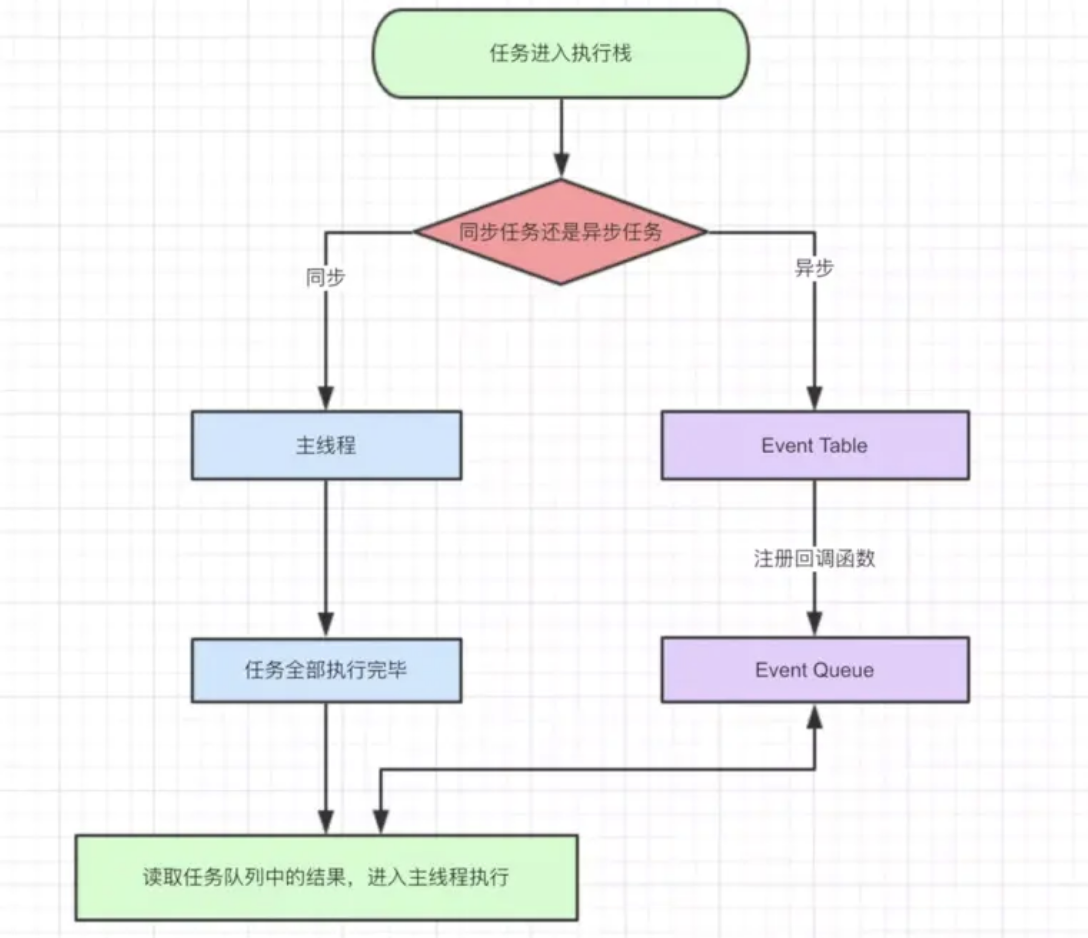 任务进入执行栈
同步任务还是异步任务
同步
异步
主线程
Event Table
注册回调函数
任务全部执行完毕
Event Queue
读取任务队列中的结果，进入主线程执行